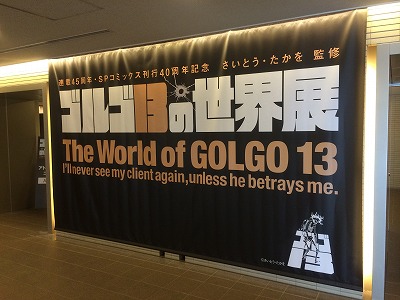 連載45周年・SPコミックス刊行40周年記念 さいとう・たかを 監修
ゴルゴ13の世界展
The World of GOLGO 13
I'll never see my client again, unless he betrays me.